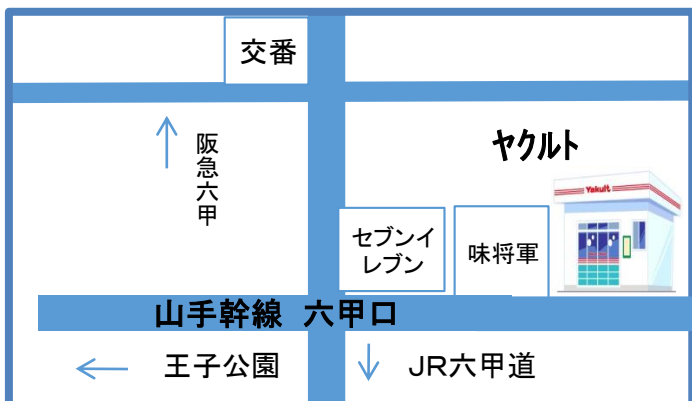 交番
阪急六甲
ヤクルト
Yakult
セブンイ
レブン
味将軍
山手幹線 六甲口
王子公園
JR六甲道